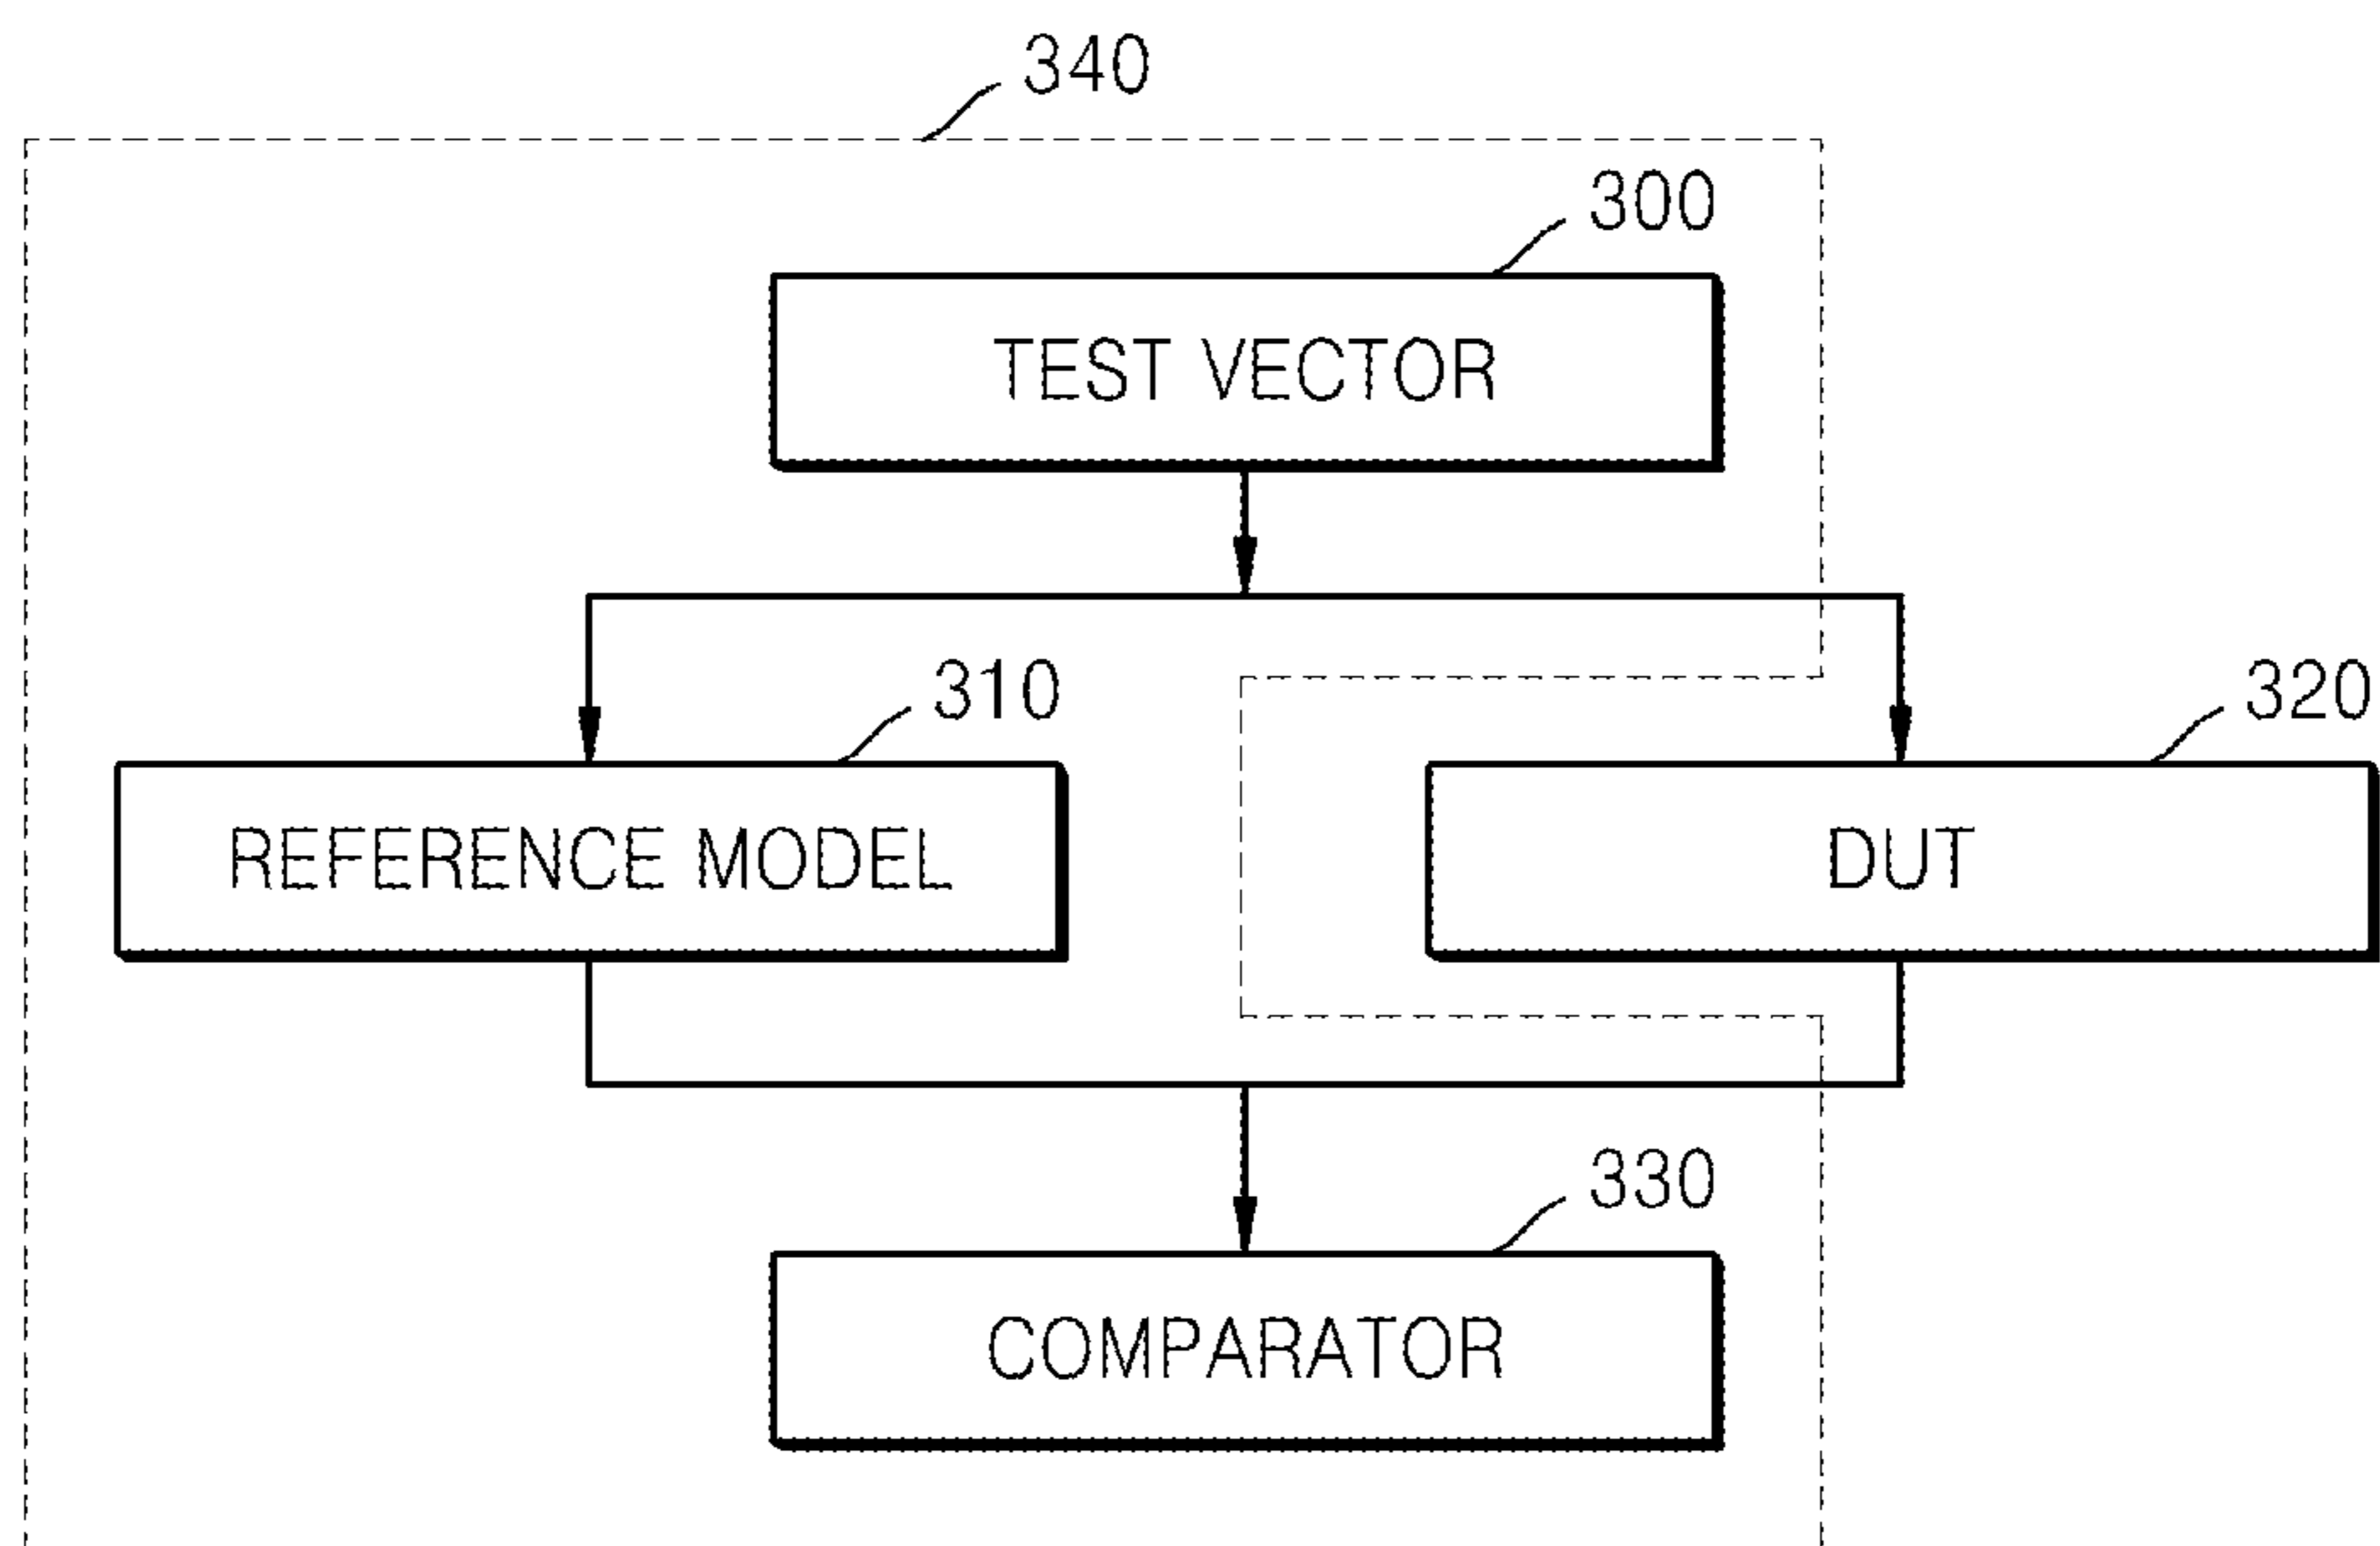 340
300
TEST VECTOR
310
320
REFERENCE MODEL
DUT
330
COMPARATOR